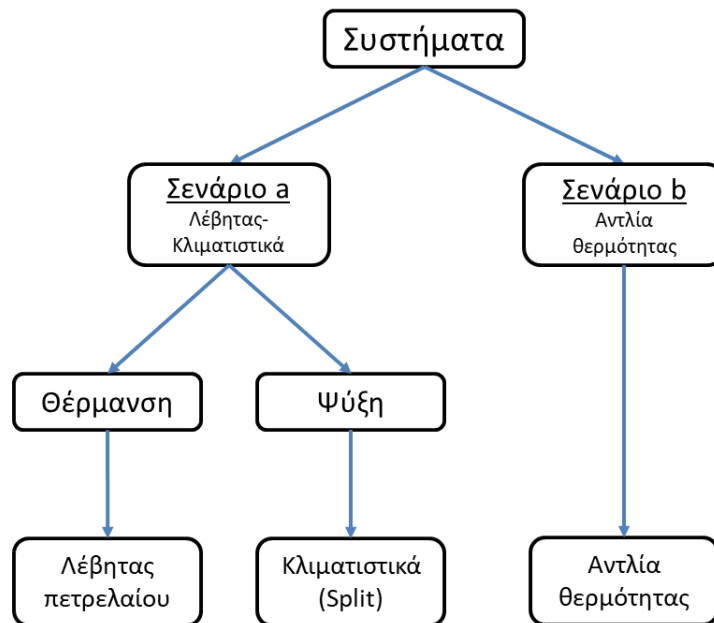 Συστήματα
Σενάριο a
Λέβητας-
Κλιματιστικά
Σενάριο b
Αντλία
θερμότητας
Θέρμανση
Ψύξη
Λέβητας
πετρελαίου
Κλιματιστικά
(Split)
Αντλία
θερμότητας